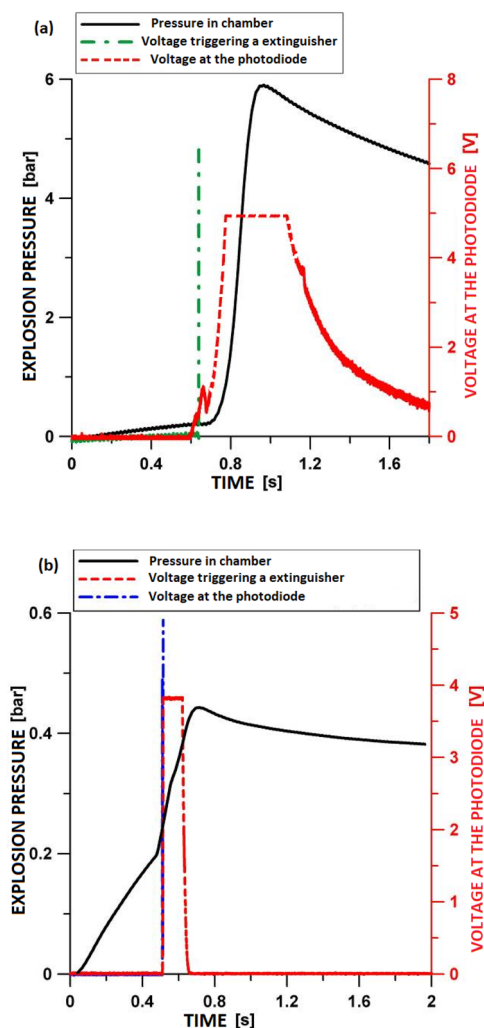 (a)
Pressure in chamber
Voltage triggering a extinguisher
Voltage at the photodiode
EXPLOSION PRESSURE [bar]
6
4
2
0
8
6
4
2
0
VOLTAGE AT THE PHOTODIODE [V]
0 0.4 0.8 1.2 1.6
TIME [s]
(b)
Pressure in chamber
Voltage triggering a extinguisher
Voltage at the photodiode
EXPLOSION PRESSURE [bar]
0.6
0.4
0.2
0
5
4
3
2
1
0
VOLTAGE AT THE PHOTODIODE [V]
0 0.4 0.8 1.2 1.6 2
TIME [s]